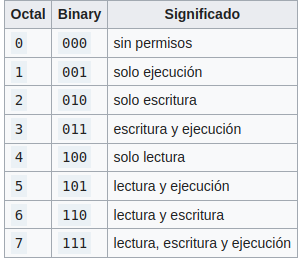 Octal Binary Significado
0 000 sin permisos
1 001 solo ejecución
2 010 solo escritura
3 011 escritura y ejecución
4 100 solo lectura
5 101 lectura y ejecución
6 110 lectura y escritura
7 111 lectura, escritura y ejecución